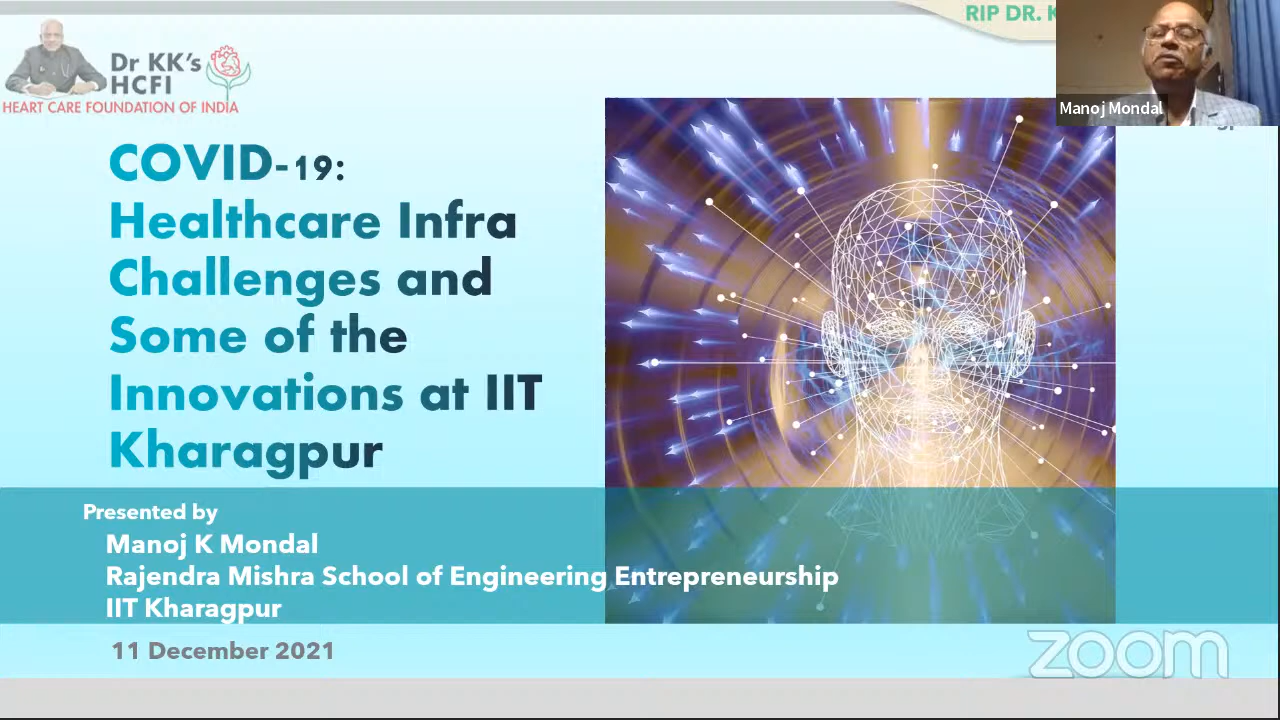 RIP DR. K
Dr KK's
HCFI
HEART CARE FOUNDATION OF INDIA
Manoj Mondal
COVID-19:
Healthcare Infra
Challenges and
Some of the
Innovations at IIT
Kharagpur
Presented by
Manoj K Mondal
Rajendra Mishra School of Engineering Entrepreneurship
IIT Kharagpur
11 December 2021
zoom